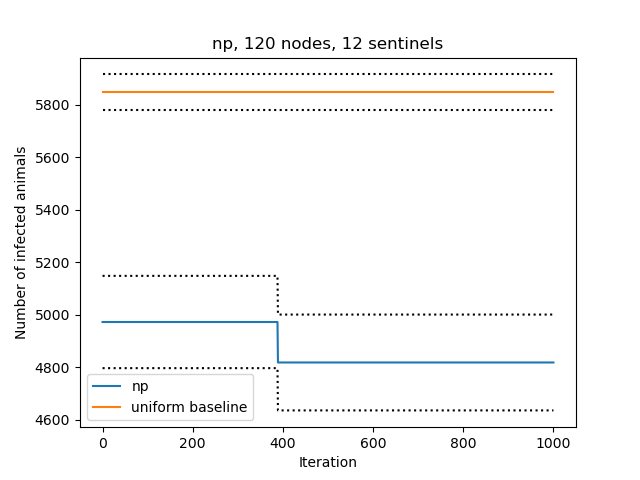 np, 120 nodes, 12 sentinels
Number of infected animals
5800
5600
5400
5200
5000
4800
4600
np
uniform baseline
0
200
400
600
800
1000
Iteration